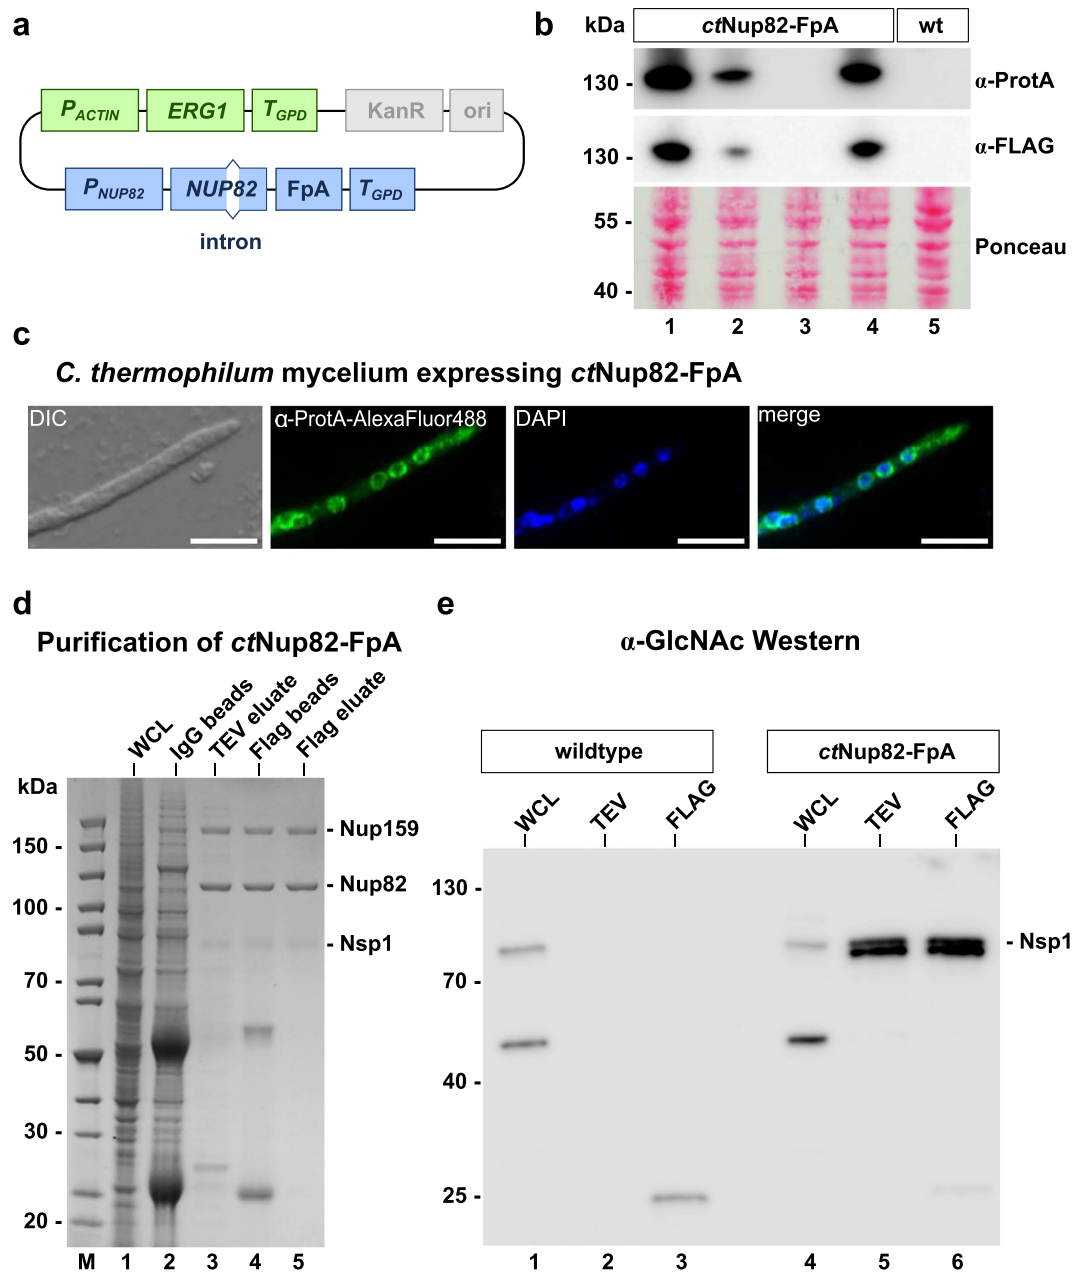 a
P_ACTIN ERG1 T_GPD KanR ori
P_NUP82 NUP82 FpA T_GPD
intron
b
kDa ctNup82-FpA wt
130 - α-ProtA
130 - α-FLAG
55 -
Ponceau
40 -
1 2 3 4 5
c
C. thermophilum mycelium expressing ctNup82-FpA
DIC α-ProtA-AlexaFluor488 DAPI merge
d
Purification of ctNup82-FpA
WCL IgG beads TEV eluate Flag beads Flag eluate
kDa
- Nup159
150 -
- Nup82
100 -
- Nsp1
70 -
50 -
30 -
20 -
M 1 2 3 4 5
e
α-GlcNAc Western
wildtype ctNup82-FpA
WCL TEV FLAG WCL TEV FLAG
130 -
- Nsp1
70 -
40 -
25 -
1 2 3 4 5 6